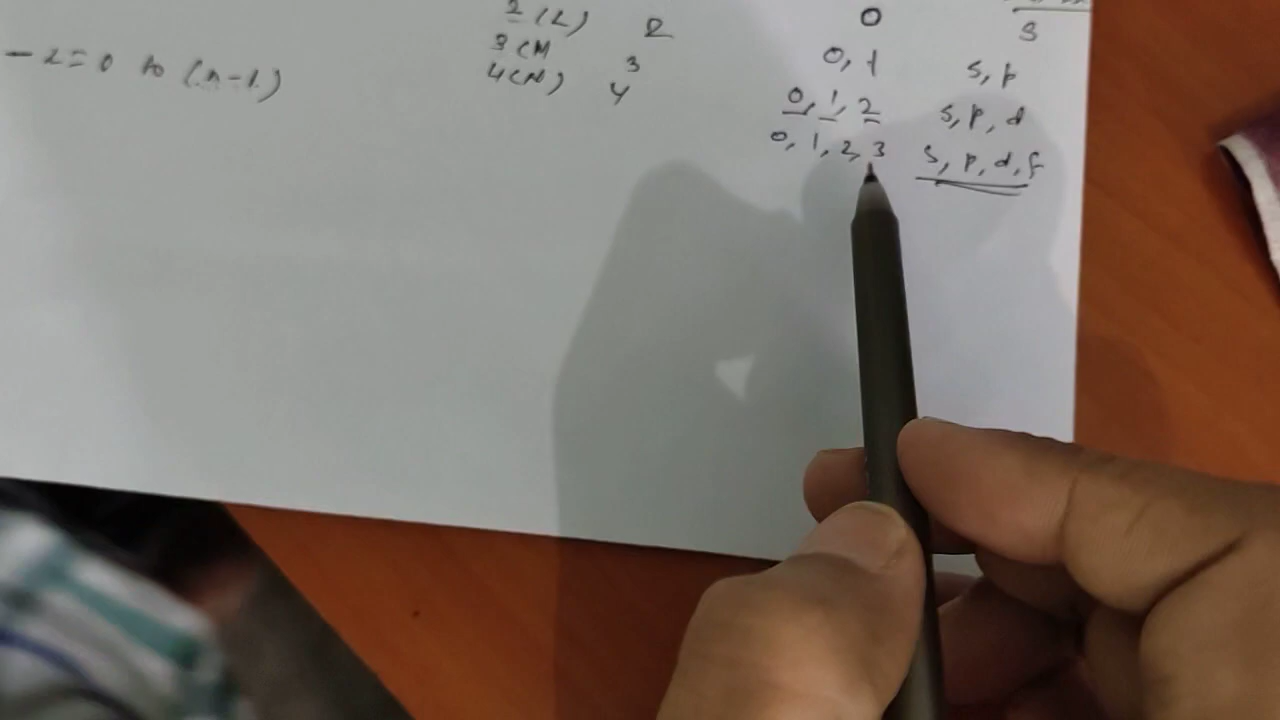 2 (L) 2 0 s
- l = 0 to (n-1) 3 (M 3 0, 1 s, p
4 (N) 4 0, 1, 2 s, p, d
0, 1, 2, 3 s, p, d, f